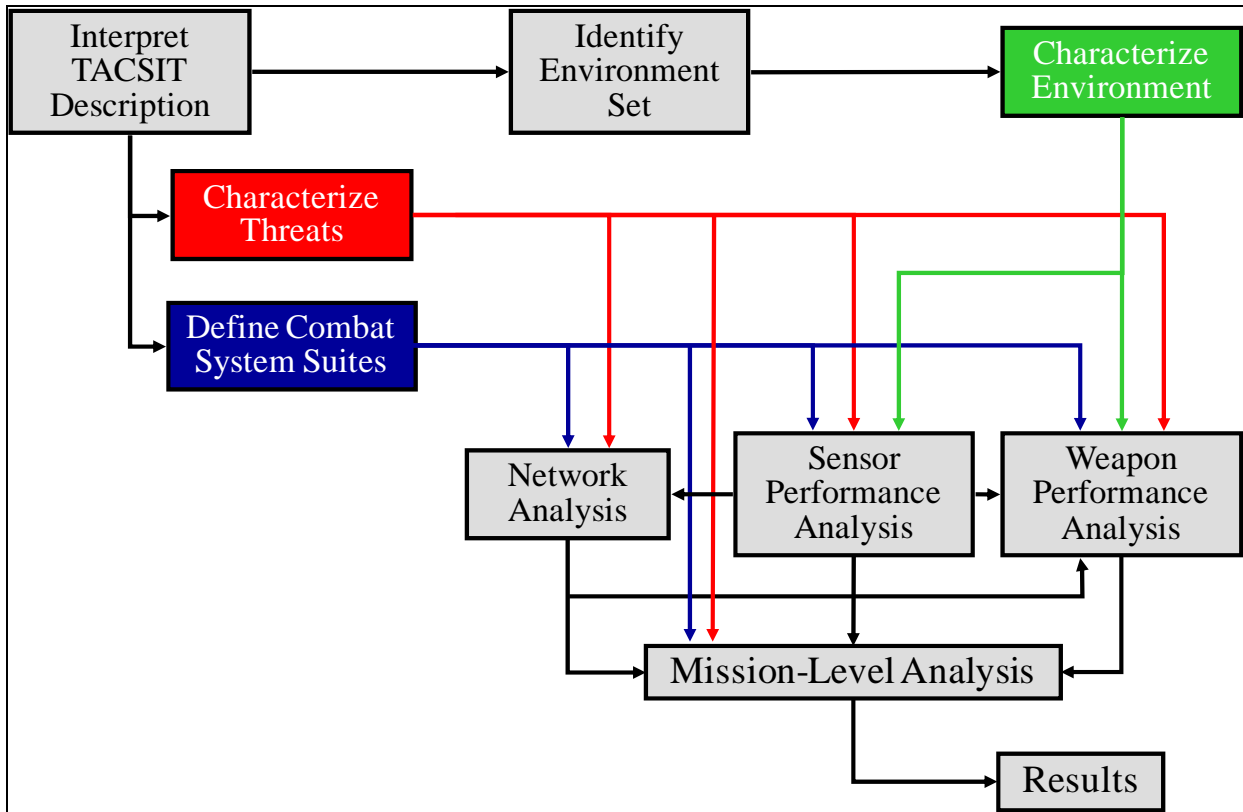 Interpret
TACSIT
Description
Identify
Environment
Set
Characterize
Environment
Characterize
Threats
Define Combat
System Suites
Network
Analysis
Sensor
Performance
Analysis
Weapon
Performance
Analysis
Mission-Level Analysis
Results